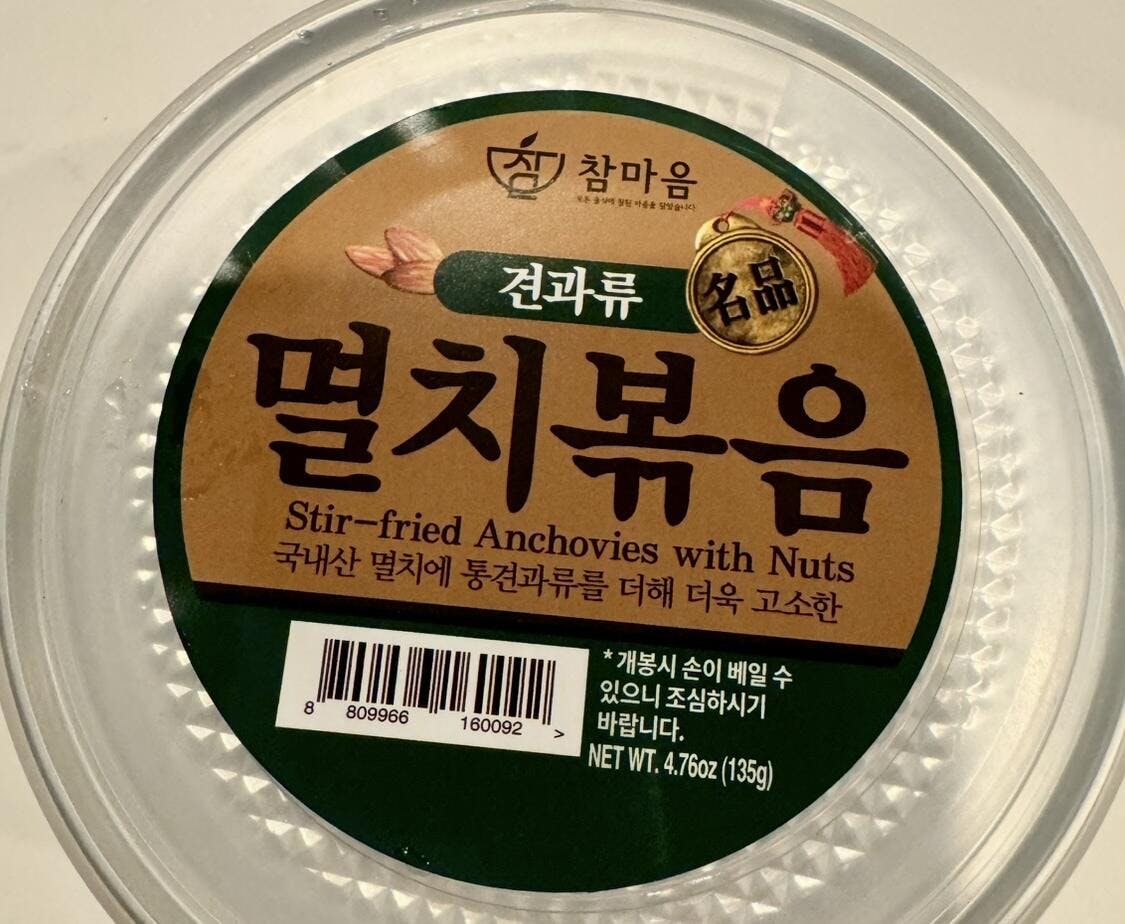 참 참마음
모든 음식에 참된 마음을 담았습니다
견과류
名品
멸치볶음
Stir-fried Anchovies with Nuts
국내산 멸치에 통견과류를 더해 더욱 고소한
8 809966 160092 >
* 개봉시 손이 베일 수
있으니 조심하시기
바랍니다.
NET WT. 4.76oz (135g)